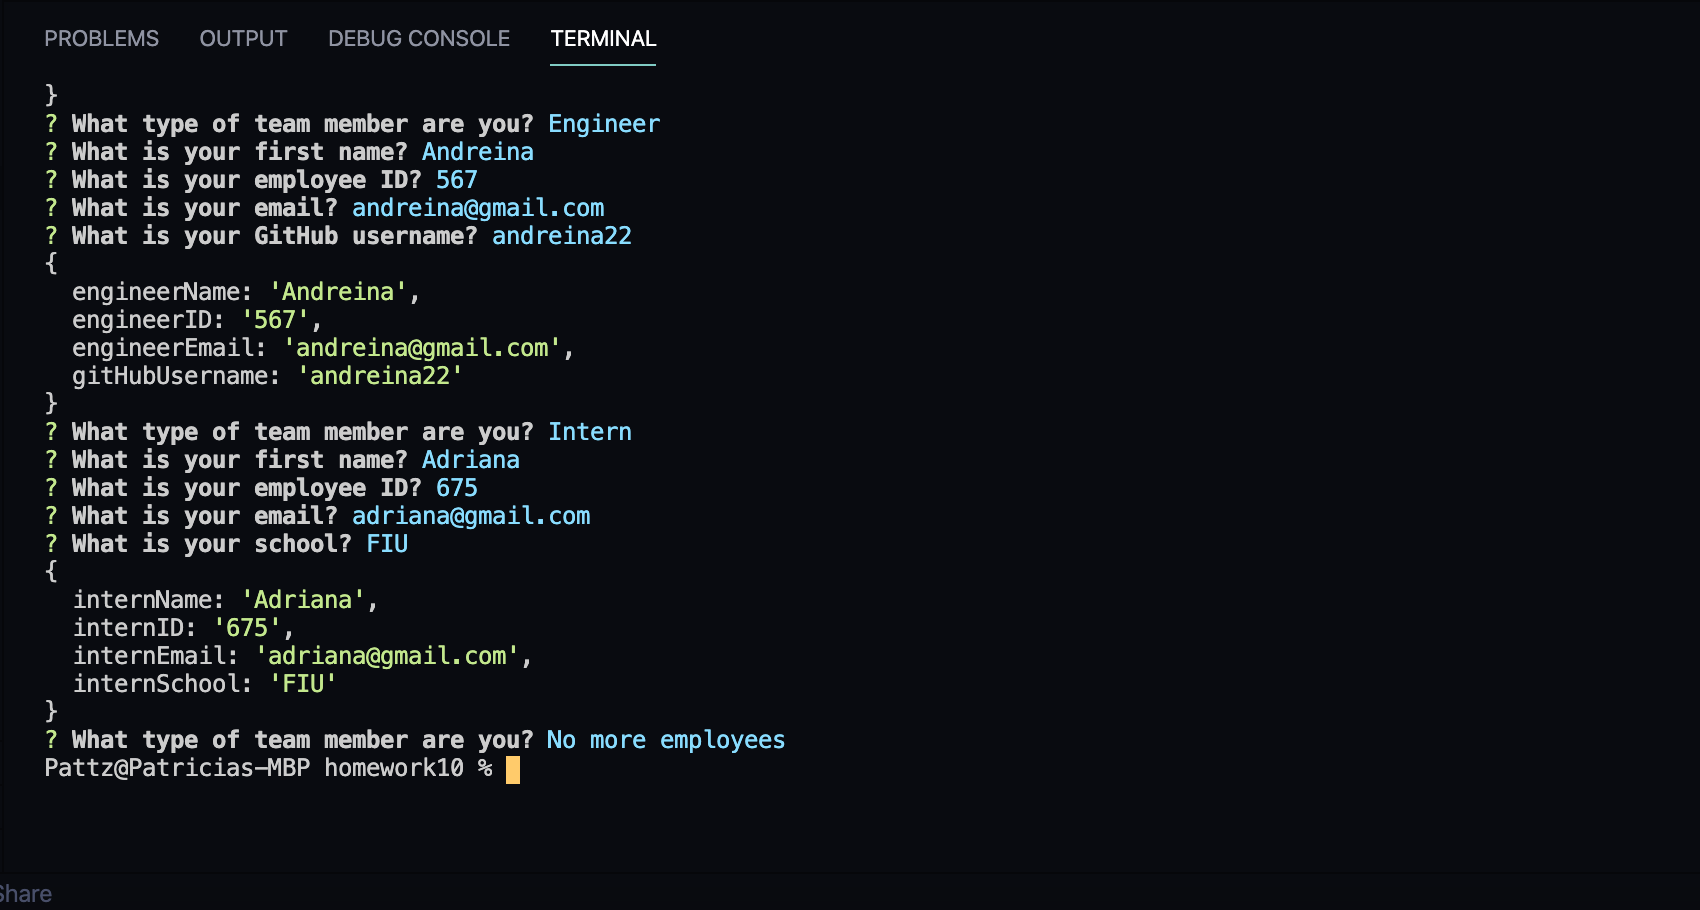 PROBLEMS OUTPUT DEBUG CONSOLE TERMINAL
}
? What type of team member are you? Engineer
? What is your first name? Andreina
? What is your employee ID? 567
? What is your email? andreina@gmail.com
? What is your GitHub username? andreina22
{
  engineerName: 'Andreina',
  engineerID: '567',
  engineerEmail: 'andreina@gmail.com',
  gitHubUsername: 'andreina22'
}
? What type of team member are you? Intern
? What is your first name? Adriana
? What is your employee ID? 675
? What is your email? adriana@gmail.com
? What is your school? FIU
{
  internName: 'Adriana',
  internID: '675',
  internEmail: 'adriana@gmail.com',
  internSchool: 'FIU'
}
? What type of team member are you? No more employees
Pattz@Patricias-MBP homework10 %
Share